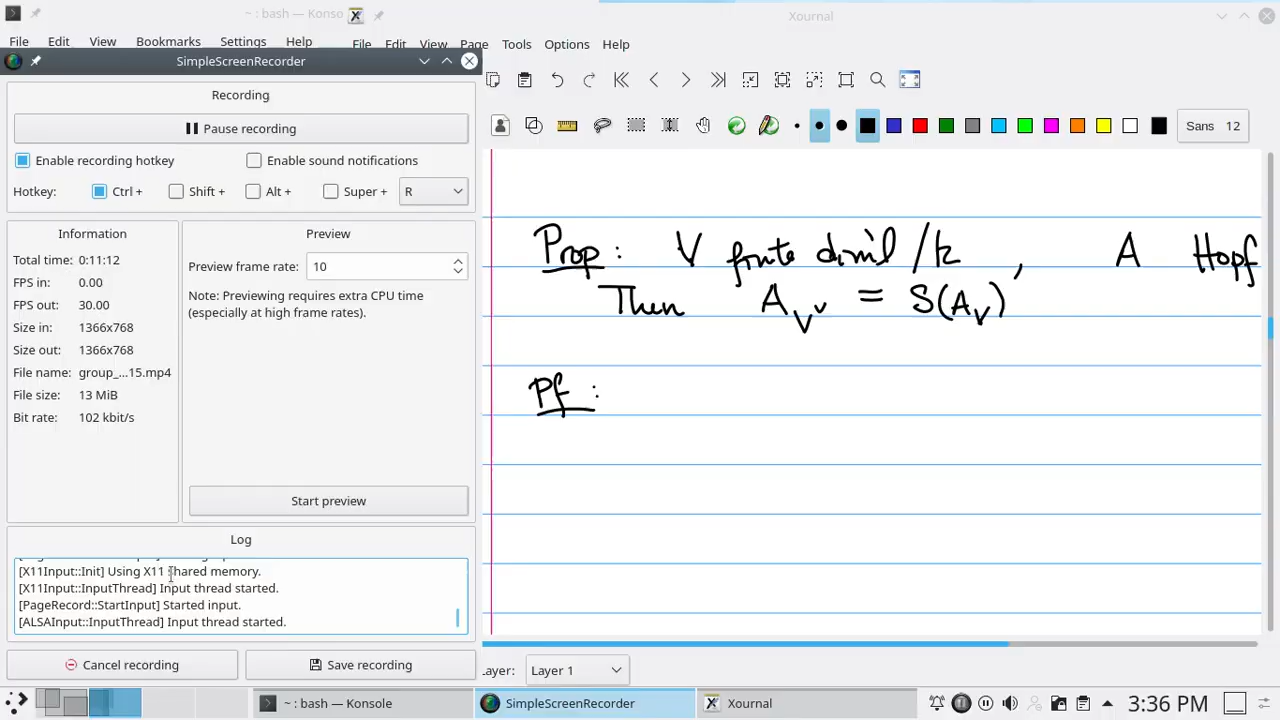 ~ : bash — Konso
Xournal
File Edit View Bookmarks Settings Help
File Edit View Page Tools Options Help
SimpleScreenRecorder
Recording
Pause recording
Enable recording hotkey Enable sound notifications
Hotkey: Ctrl + Shift + Alt + Super + R
Sans 12
Information
Total time: 0:11:12
FPS in: 0.00
FPS out: 30.00
Size in: 1366x768
Size out: 1366x768
File name: group_...15.mp4
File size: 13 MiB
Bit rate: 102 kbit/s
Preview
Preview frame rate: 10
Note: Previewing requires extra CPU time
(especially at high frame rates).
Start preview
Log
[X11Input::Init] Using X11 shared memory.
[X11Input::InputThread] Input thread started.
[PageRecord::StartInput] Started input.
[ALSAInput::InputThread] Input thread started.
Cancel recording Save recording
Prop: V finite dim'l /k , A Hopf
Then A_{V^∨} = S(A_V)
Pf :
ayer: Layer 1
~ : bash — Konsole SimpleScreenRecorder Xournal 3:36 PM